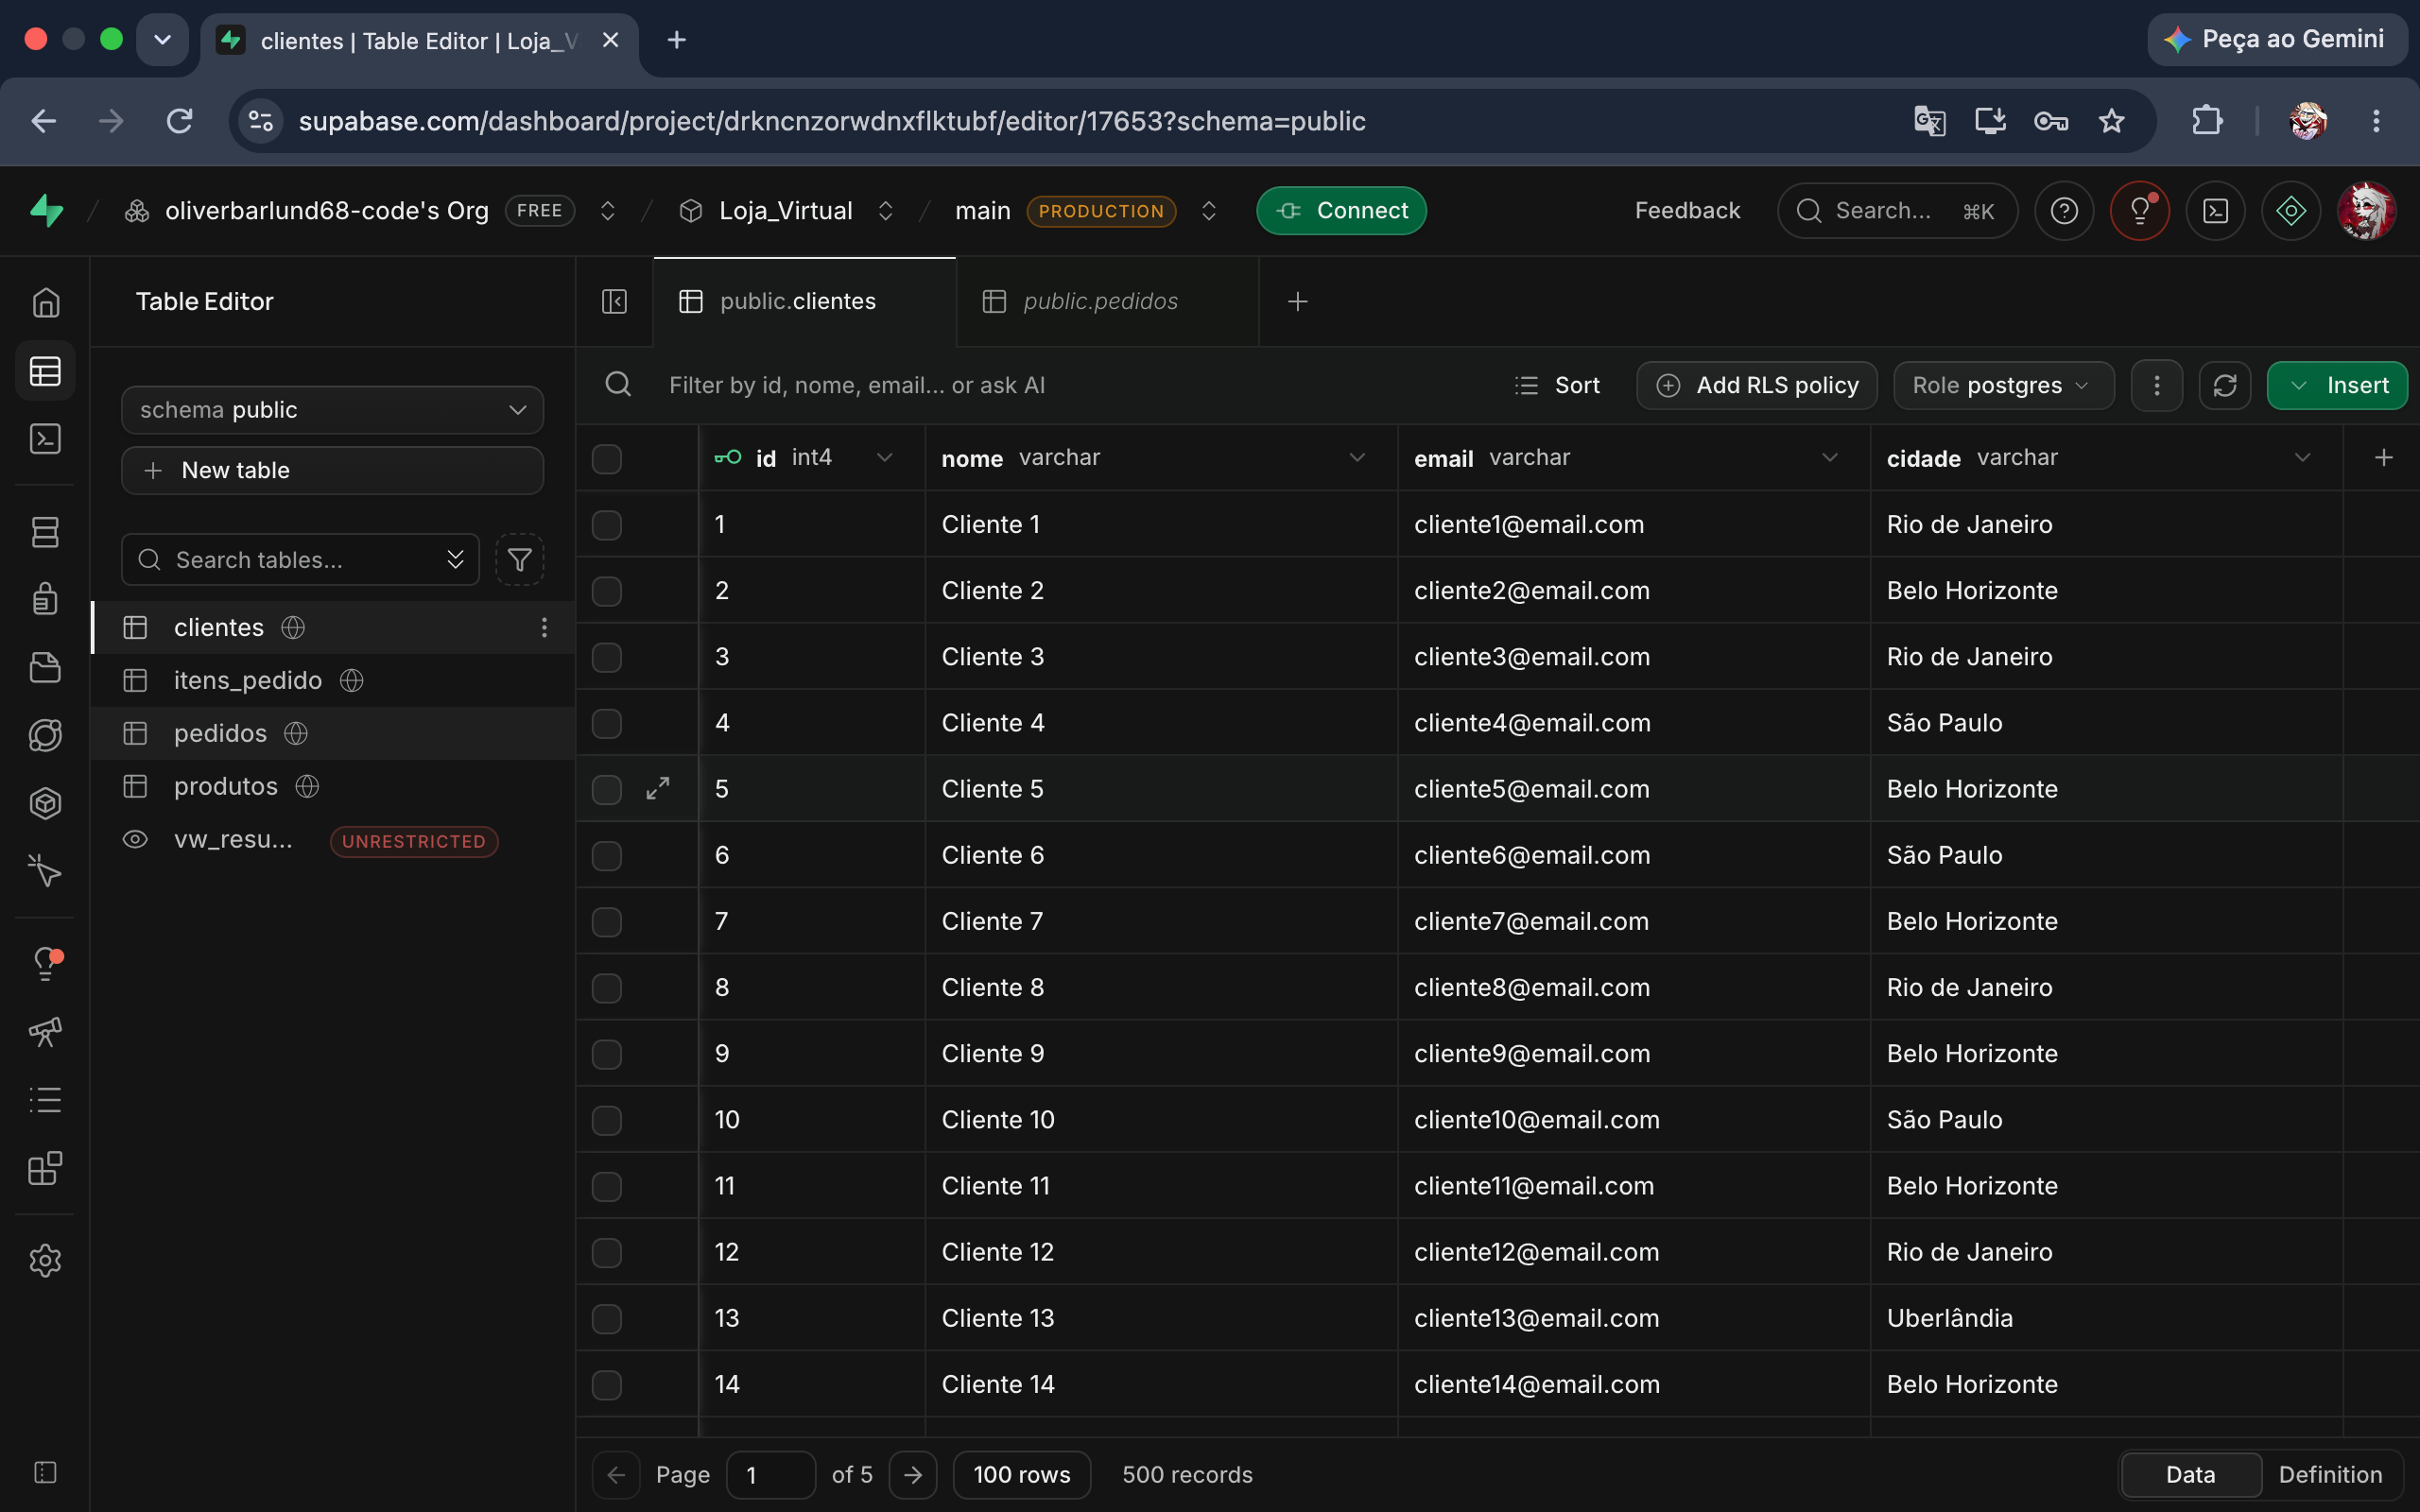 clientes | Table Editor | Loja_V
Peça ao Gemini
supabase.com/dashboard/project/drkncnzorwdnxflktubf/editor/17653?schema=public
oliverbarlund68-code's Org FREE
Loja_Virtual
main PRODUCTION
Connect
Feedback
Search... ⌘K
Table Editor
public.clientes
public.pedidos
schema public
New table
Search tables...
clientes
itens_pedido
pedidos
produtos
vw_resu... UNRESTRICTED
Filter by id, nome, email... or ask AI
Sort
Add RLS policy
Role postgres
Insert
id int4 nome varchar email varchar cidade varchar
1 Cliente 1 cliente1@email.com Rio de Janeiro
2 Cliente 2 cliente2@email.com Belo Horizonte
3 Cliente 3 cliente3@email.com Rio de Janeiro
4 Cliente 4 cliente4@email.com São Paulo
5 Cliente 5 cliente5@email.com Belo Horizonte
6 Cliente 6 cliente6@email.com São Paulo
7 Cliente 7 cliente7@email.com Belo Horizonte
8 Cliente 8 cliente8@email.com Rio de Janeiro
9 Cliente 9 cliente9@email.com Belo Horizonte
10 Cliente 10 cliente10@email.com São Paulo
11 Cliente 11 cliente11@email.com Belo Horizonte
12 Cliente 12 cliente12@email.com Rio de Janeiro
13 Cliente 13 cliente13@email.com Uberlândia
14 Cliente 14 cliente14@email.com Belo Horizonte
Page 1 of 5 100 rows 500 records
Data Definition